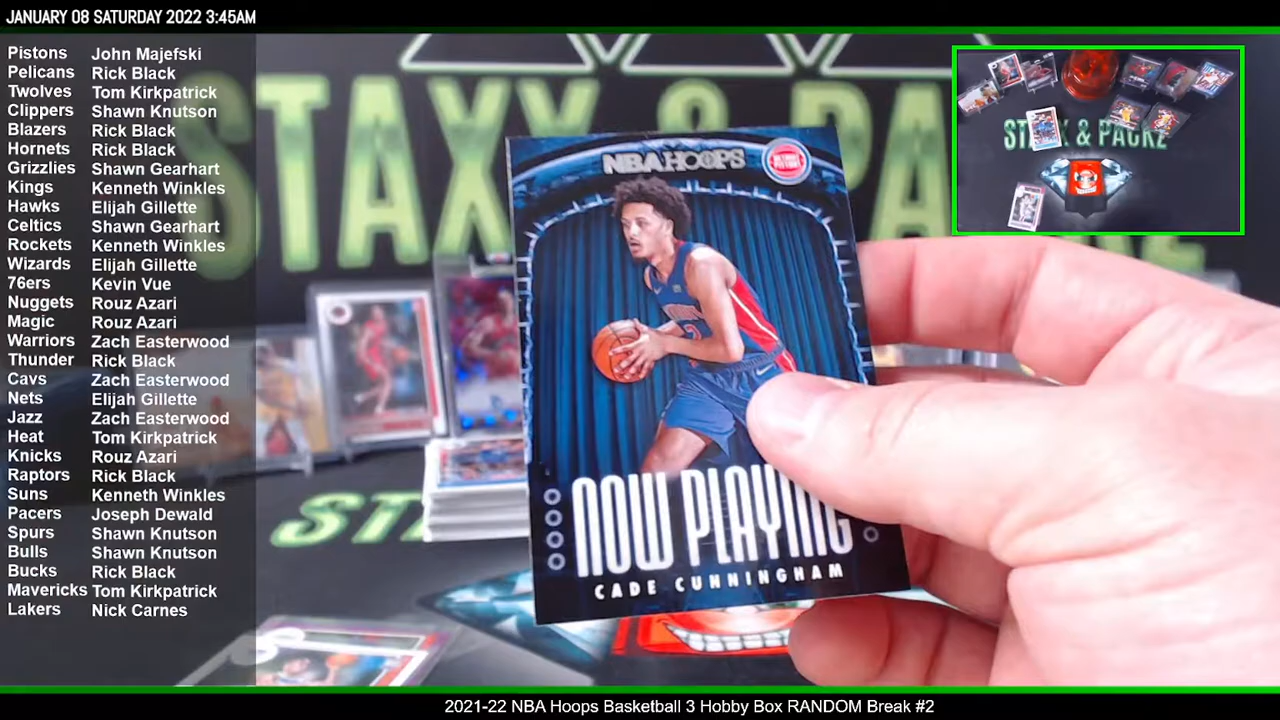 JANUARY 08 SATURDAY 2022 3:45AM
Pistons John Majefski
Pelicans Rick Black
Twolves Tom Kirkpatrick
Clippers Shawn Knutson
Blazers Rick Black
Hornets Rick Black
Grizzlies Shawn Gearhart
Kings Kenneth Winkles
Hawks Elijah Gillette
Celtics Shawn Gearhart
Rockets Kenneth Winkles
Wizards Elijah Gillette
76ers Kevin Vue
Nuggets Rouz Azari
Magic Rouz Azari
Warriors Zach Easterwood
Thunder Rick Black
Cavs Zach Easterwood
Nets Elijah Gillette
Jazz Zach Easterwood
Heat Tom Kirkpatrick
Knicks Rouz Azari
Raptors Rick Black
Suns Kenneth Winkles
Pacers Joseph Dewald
Spurs Shawn Knutson
Bulls Shawn Knutson
Bucks Rick Black
Mavericks Tom Kirkpatrick
Lakers Nick Carnes
STAXX & PA
NBA HOOPS
DETROIT PISTONS
NOW PLAYING
CADE CUNNINGHAM
2021-22 NBA Hoops Basketball 3 Hobby Box RANDOM Break #2